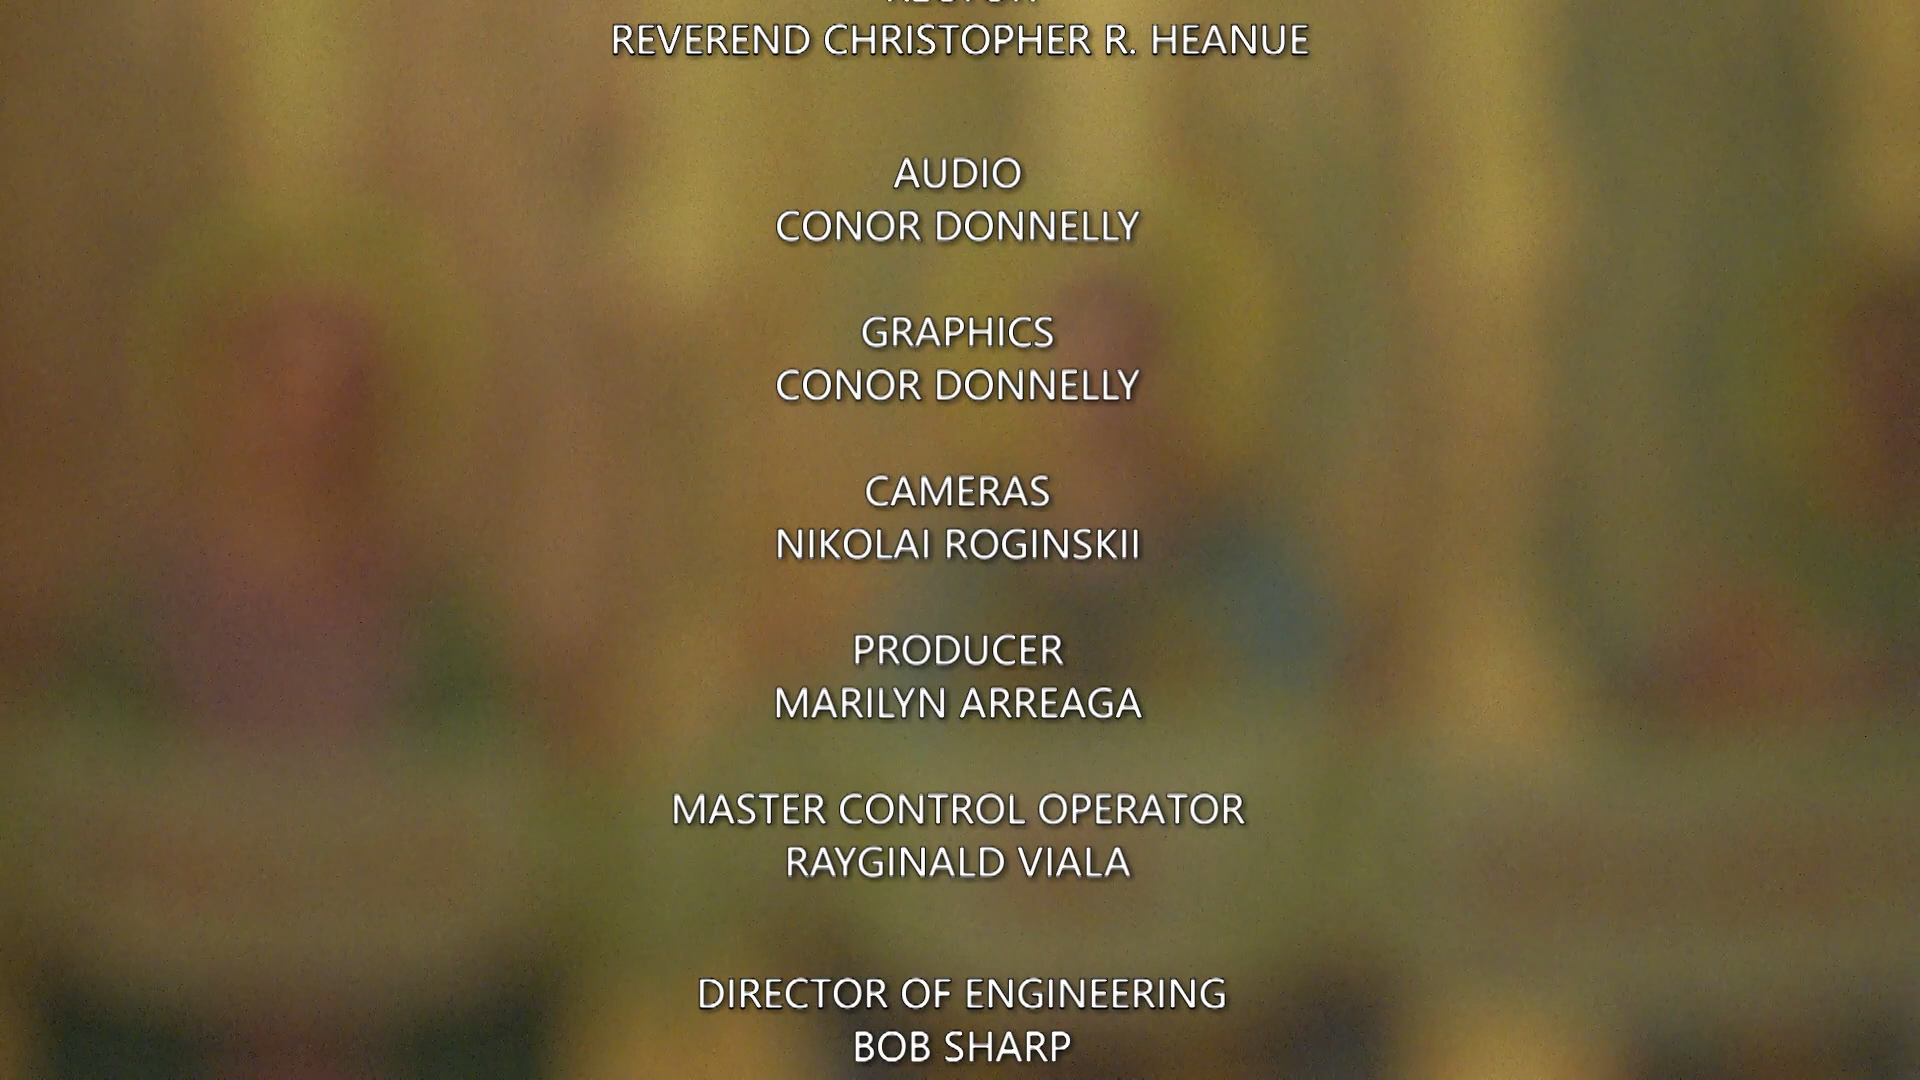 REVEREND CHRISTOPHER R. HEANUE
AUDIO
CONOR DONNELLY
GRAPHICS
CONOR DONNELLY
CAMERAS
NIKOLAI ROGINSKII
PRODUCER
MARILYN ARREAGA
MASTER CONTROL OPERATOR
RAYGINALD VIALA
DIRECTOR OF ENGINEERING
BOB SHARP